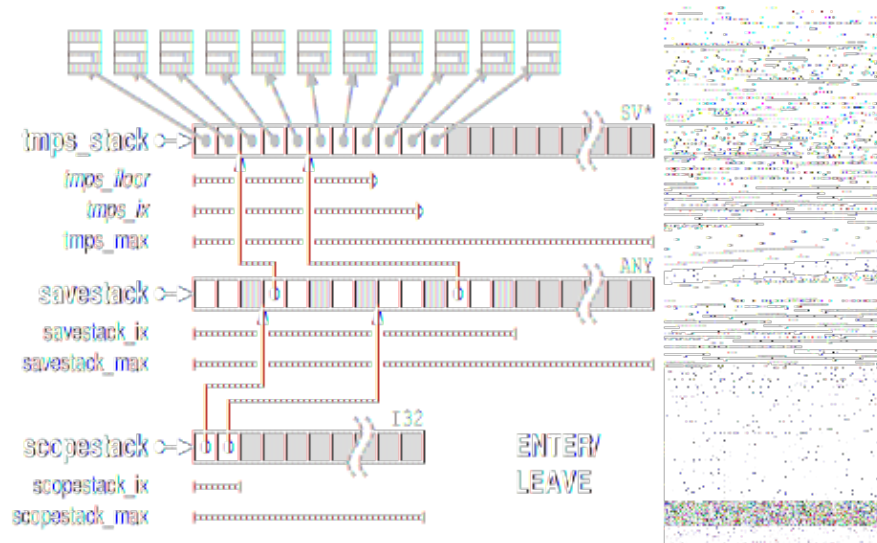 SV*
tmps_stack
tmps_floor
tmps_ix
tmps_max
ANY
savestack
savestack_ix
savestack_max
I32
scopestack
ENTER/
LEAVE
scopestack_ix
scopestack_max